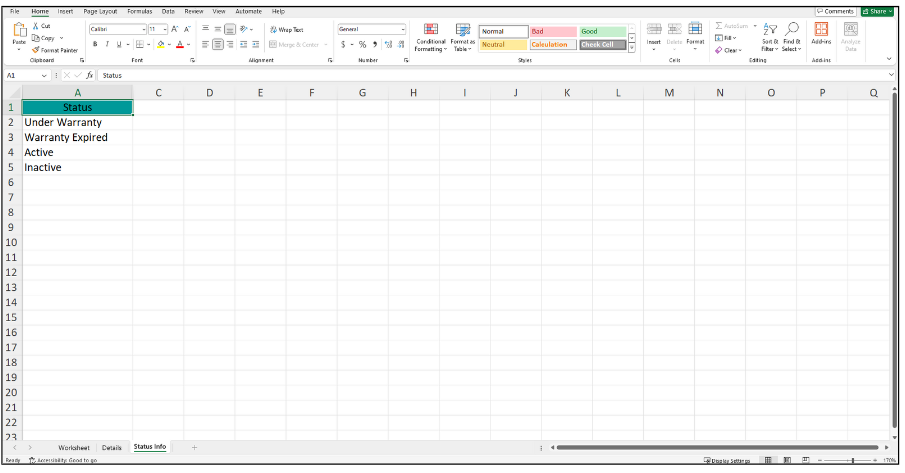 File Home Insert Page Layout Formulas Data Review View Automate Help Comments Share
Cut
Copy
Format Painter
Paste
Clipboard
Calibri 11
B I U
Font
Wrap Text
Merge & Center
Alignment
General
$ %
Number
Conditional Formatting
Format as Table
Normal Bad Good
Neutral Calculation Check Cell
Styles
Insert Delete Format
Cells
AutoSum
Fill
Clear
Sort & Filter
Find & Select
Editing
Add-ins
Add-ins
Analyze Data
A1 fx Status
A C D E F G H I J K L M N O P Q
1 Status
2 Under Warranty
3 Warranty Expired
4 Active
5 Inactive
6
7
8
9
10
11
12
13
14
15
16
17
18
19
20
21
22
23
Worksheet Details Status Info
Ready Accessibility: Good to go Display Settings 170%